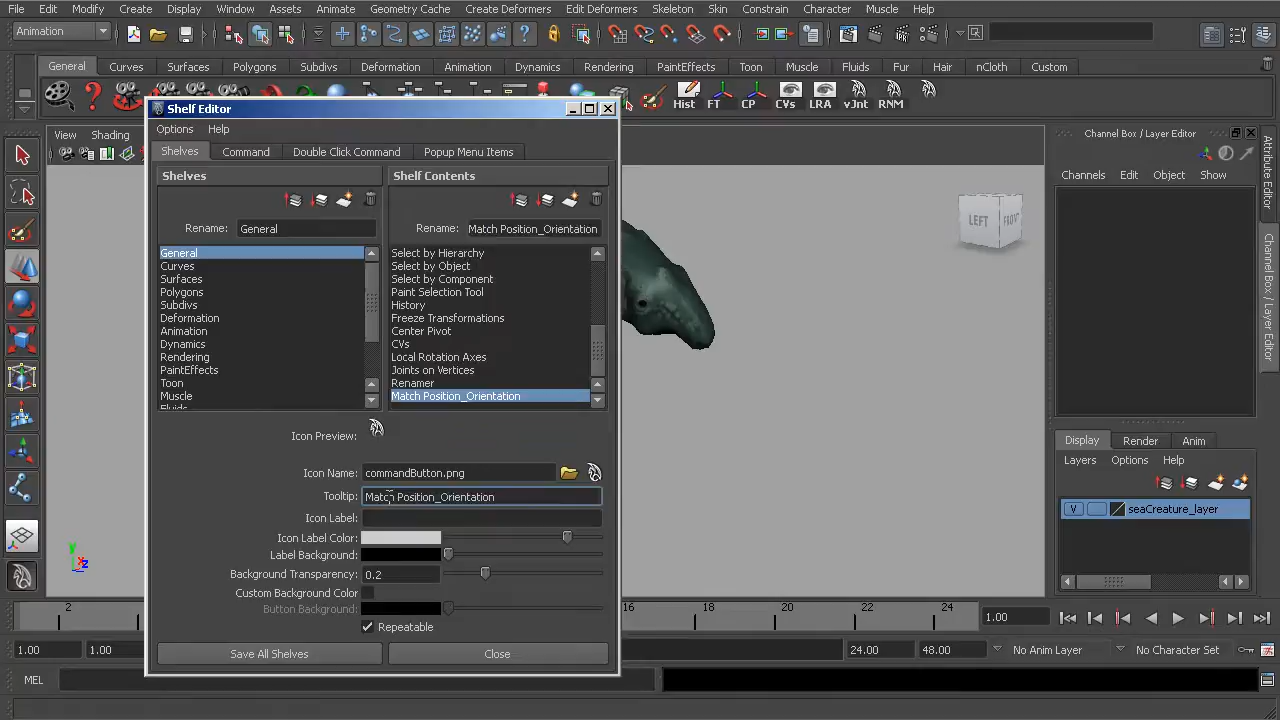 File Edit Modify Create Display Window Assets Animate Geometry Cache Create Deformers Edit Deformers Skeleton Skin Constrain Character Muscle Help
Animation
General Curves Surfaces Polygons Subdivs Deformation Animation Dynamics Rendering PaintEffects Toon Muscle Fluids Fur Hair nCloth Custom
Hist FT CP CVs LRA vJnt RNM
Shelf Editor
Options Help
Shelves Command Double Click Command Popup Menu Items
Shelves Shelf Contents
Rename: General Rename: Match Position_Orientation
General
Curves
Surfaces
Polygons
Subdivs
Deformation
Animation
Dynamics
Rendering
PaintEffects
Toon
Muscle
Fluids
Select by Hierarchy
Select by Object
Select by Component
Paint Selection Tool
History
Freeze Transformations
Center Pivot
CVs
Local Rotation Axes
Joints on Vertices
Renamer
Match Position_Orientation
Icon Preview:
Icon Name: commandButton.png
Tooltip: Match Position_Orientation
Icon Label:
Icon Label Color:
Label Background:
Background Transparency: 0.2
Custom Background Color
Button Background:
Repeatable
Save All Shelves Close
View Shading
LEFT FRONT
Channel Box / Layer Editor
Channels Edit Object Show
Attribute Editor
Channel Box / Layer Editor
Display Render Anim
Layers Options Help
V seaCreature_layer
y z
2 16 18 20 22 24 1.00
1.00 1.00 24.00 48.00 No Anim Layer No Character Set
MEL